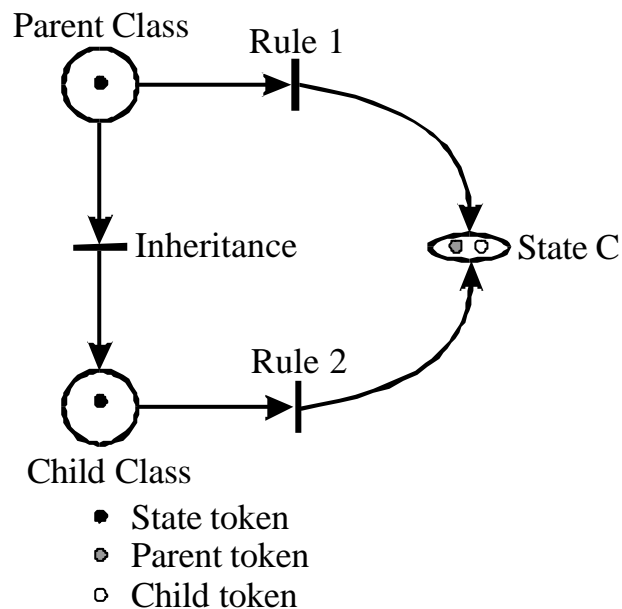 Parent Class
Rule 1
Inheritance
State C
Rule 2
Child Class
State token
Parent token
Child token